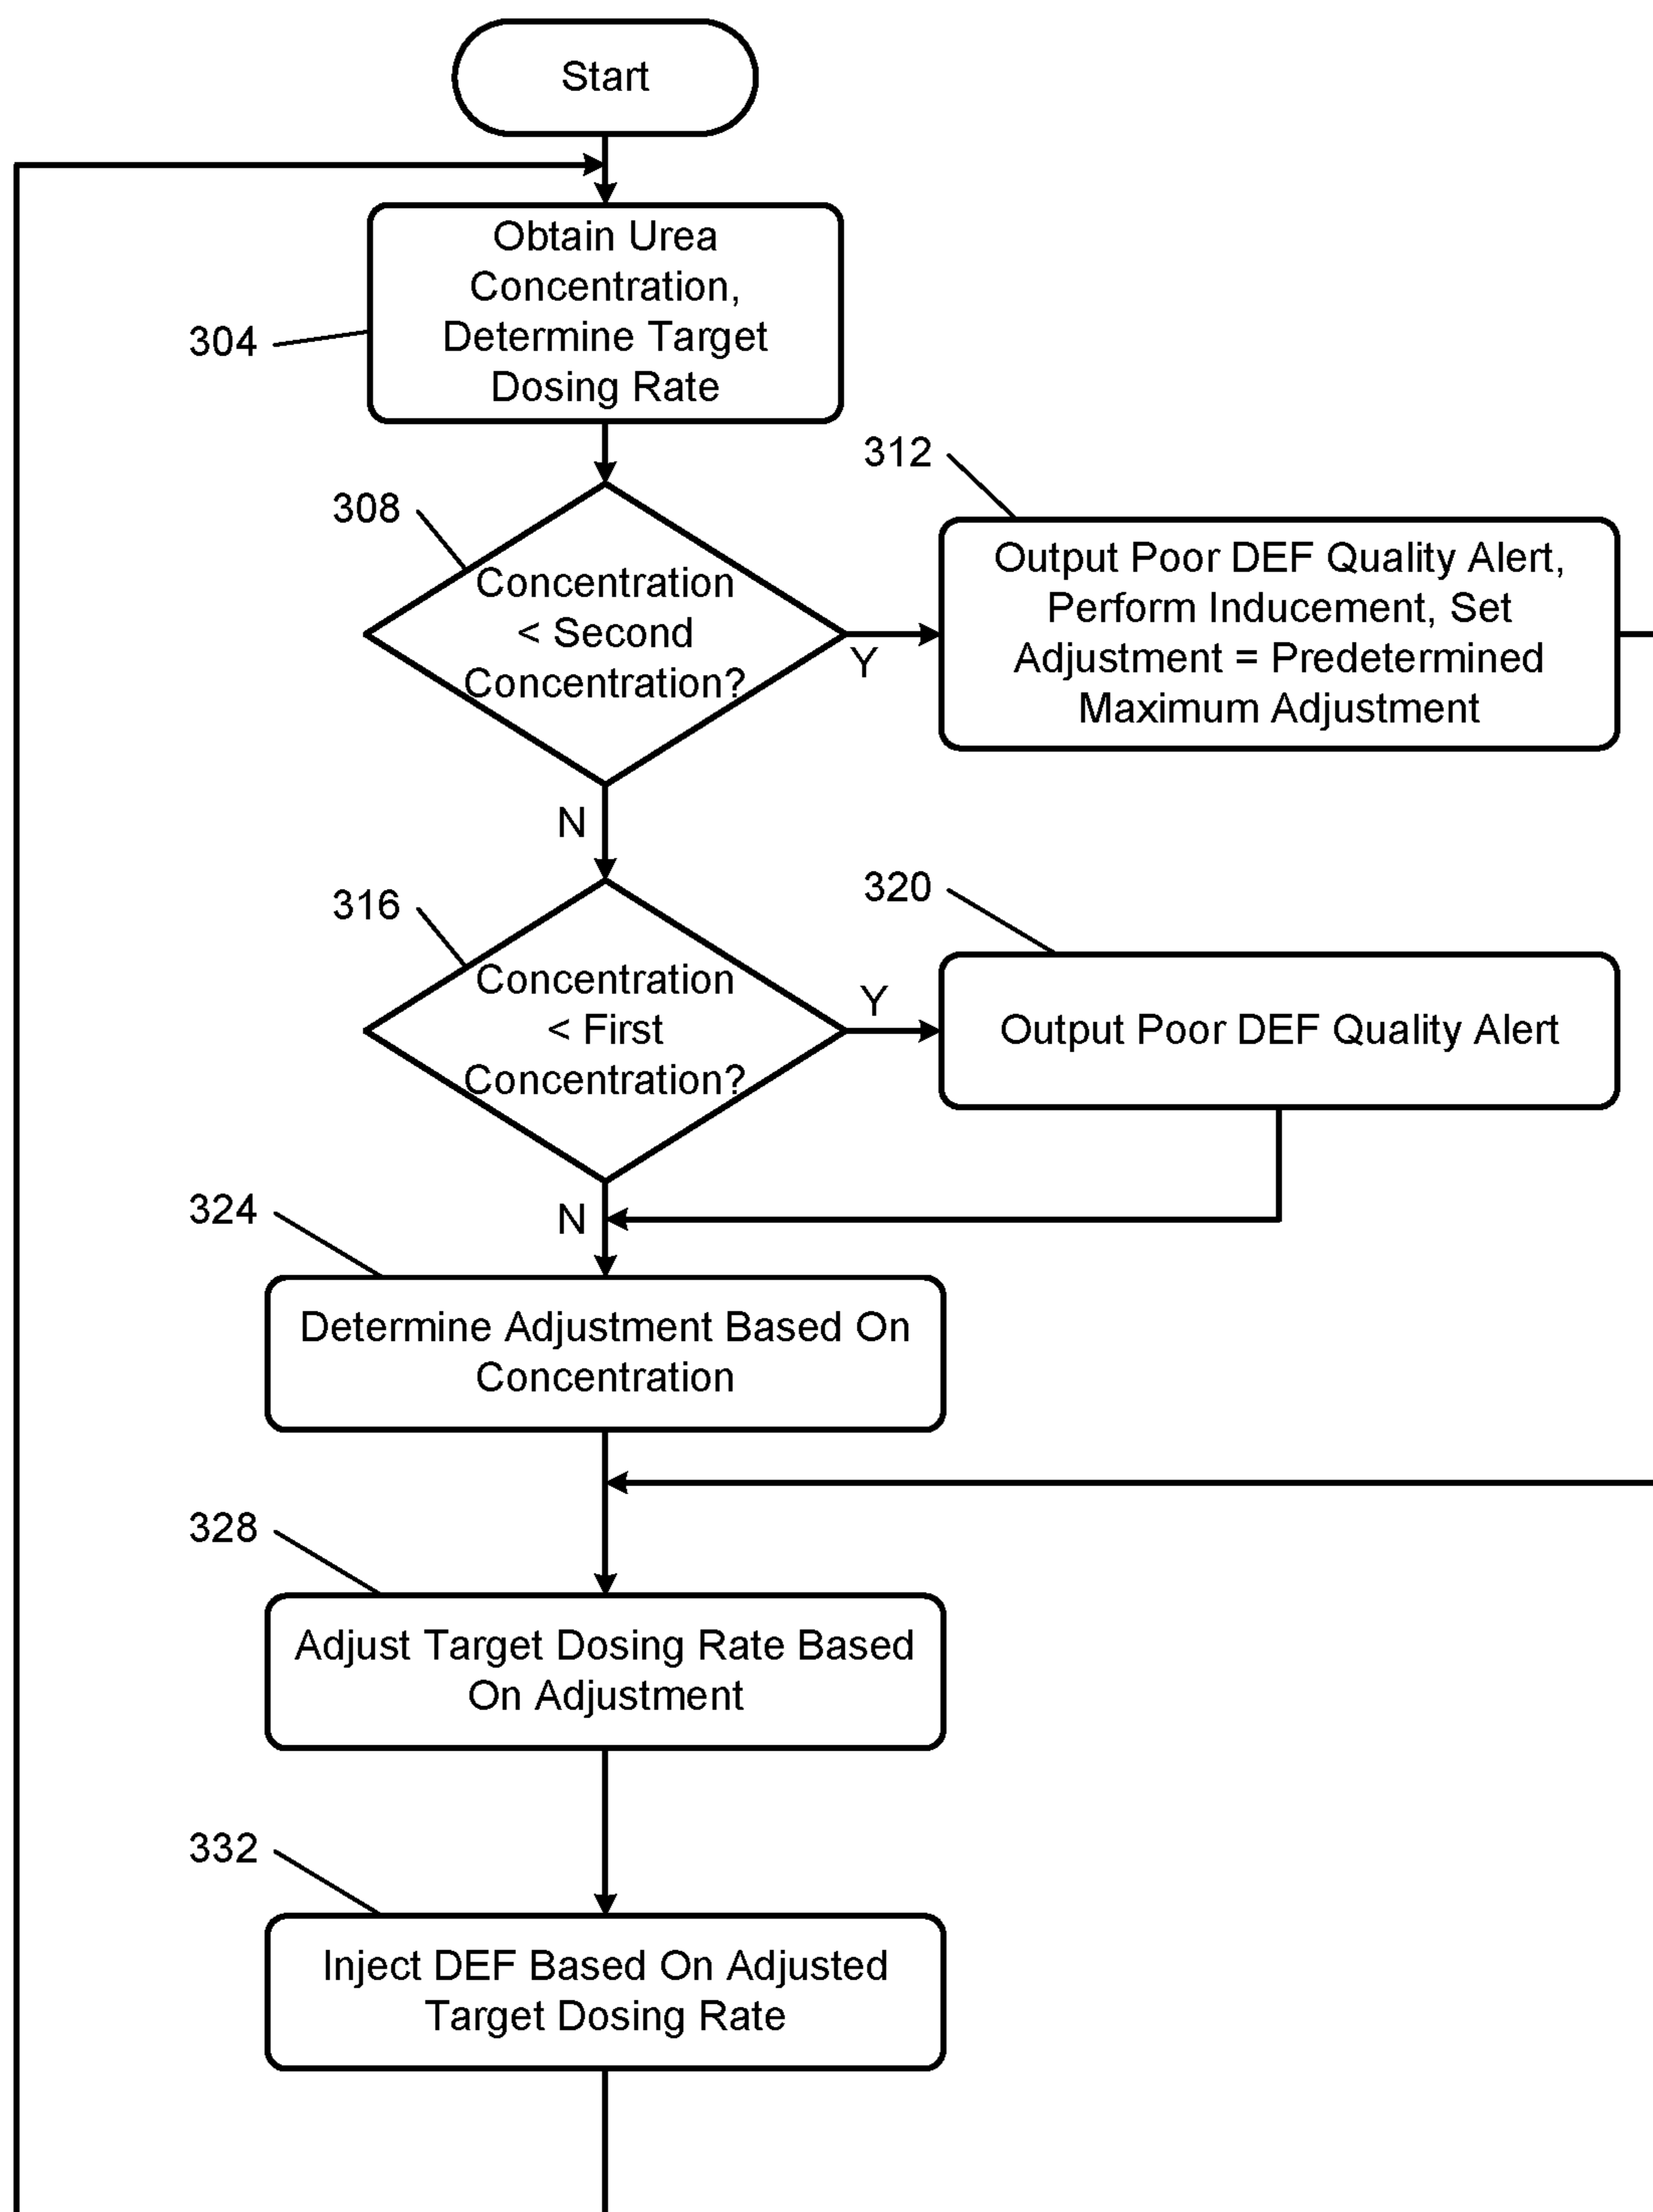 Start
Obtain Urea
Concentration,
Determine Target
Dosing Rate
304
308
Concentration
< Second
Concentration?
Y
N
312
Output Poor DEF Quality Alert,
Perform Inducement, Set
Adjustment = Predetermined
Maximum Adjustment
316
Concentration
< First
Concentration?
Y
N
320
Output Poor DEF Quality Alert
324
Determine Adjustment Based On
Concentration
328
Adjust Target Dosing Rate Based
On Adjustment
332
Inject DEF Based On Adjusted
Target Dosing Rate